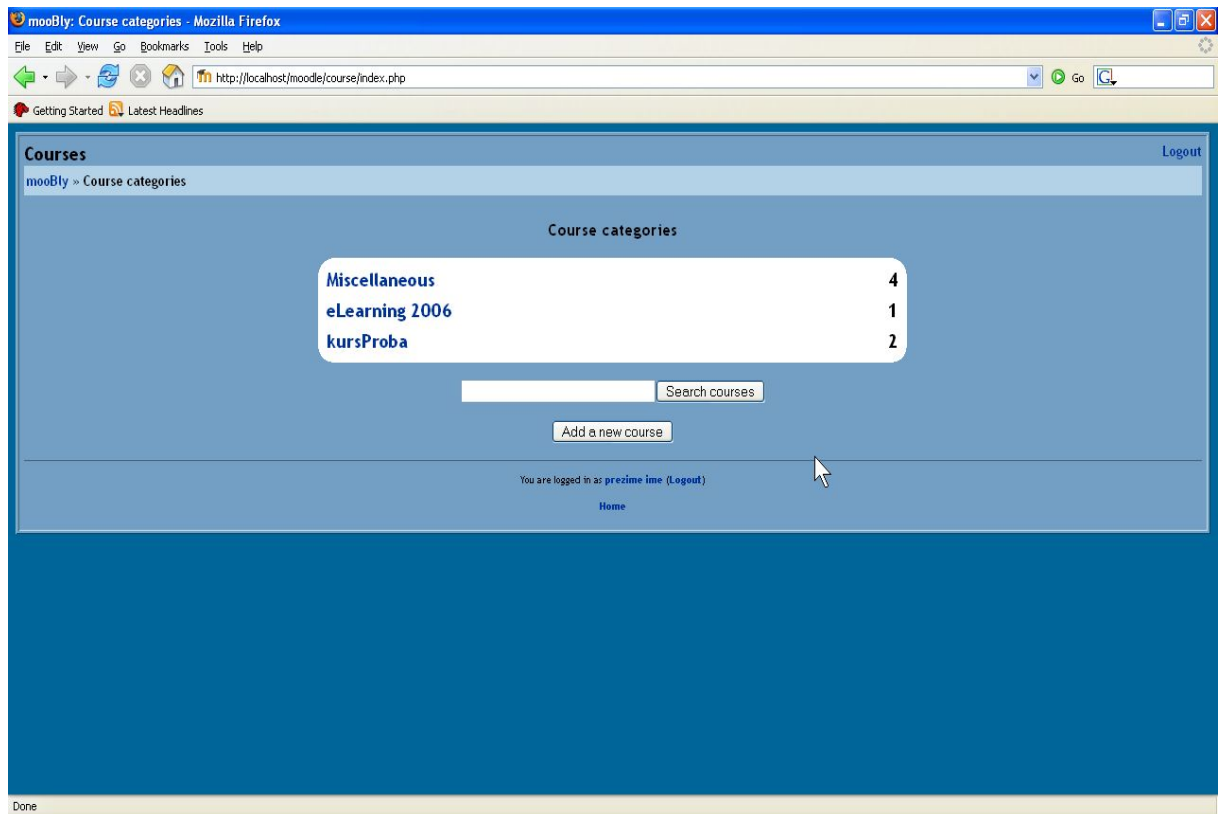 mooBly: Course categories - Mozilla Firefox
File Edit View Go Bookmarks Tools Help
http://localhost/moodle/course/index.php Go G
Getting Started Latest Headlines
Courses Logout
mooBly » Course categories
Course categories
Miscellaneous 4
eLearning 2006 1
kursProba 2
Search courses
Add a new course
You are logged in as prezime ime (Logout)
Home
Done